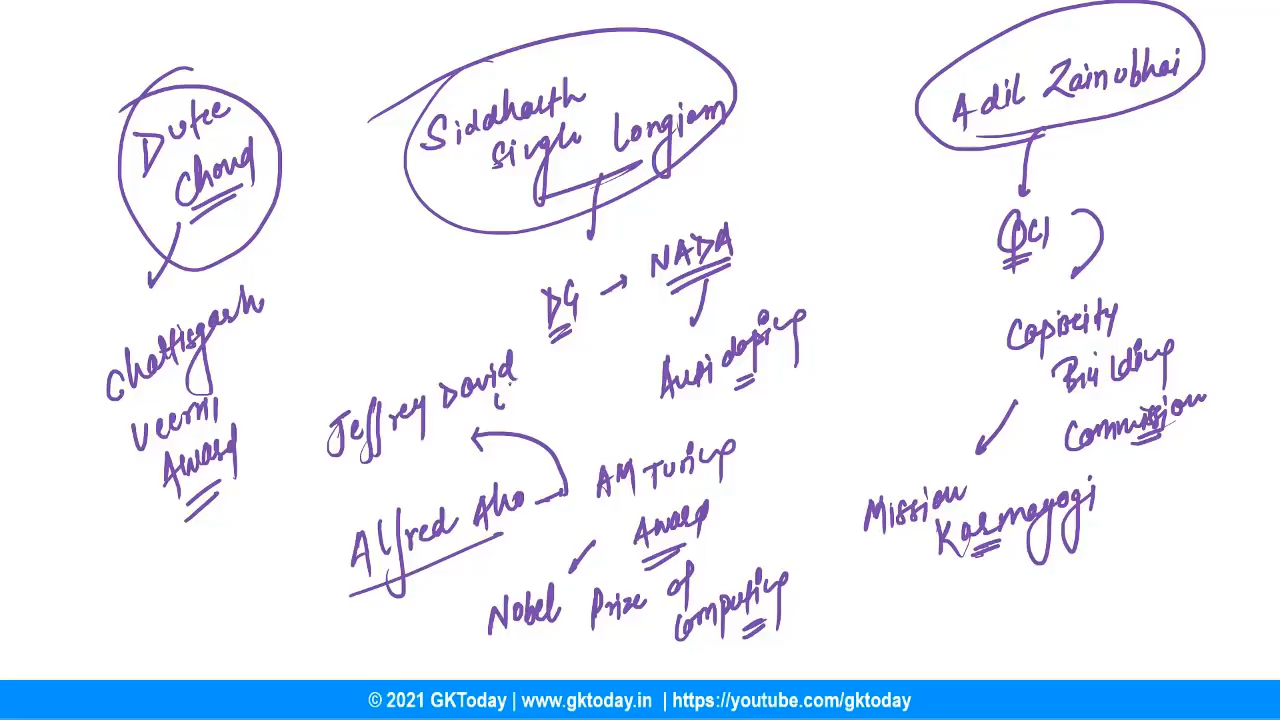 Dutee
Chand
Chattisgarh
Veerni
Award
Siddharth
Singh Longjam
DG → NADA
Anti doping
Jeffrey David
Alfred Aho → AM Turing
Award
Nobel Prize of
Computing
Adil Zainubhai
QCI
Capacity
Building
Commission
Mission
Karmayogi
© 2021 GKToday | www.gktoday.in | https://youtube.com/gktoday